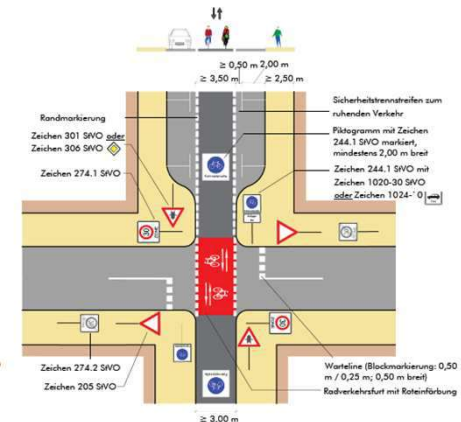 ≥ 0,50 m 2,00 m
≥ 3,50 m ≥ 2,50 m
Randmarkierung
Zeichen 301 StVO oder
Zeichen 306 StVO
Zeichen 274.1 StVO
Sicherheitstrennstreifen zum
ruhenden Verkehr
Piktogramm mit Zeichen
244.1 StVO markiert,
mindestens 2,00 m breit
Zeichen 244.1 StVO mit
Zeichen 1020-30 StVO
oder Zeichen 1024-10
Zeichen 274.2 StVO
Zeichen 205 StVO
Warteline (Blockmarkierung: 0,50
m / 0,25 m; 0,50 m breit)
Radverkehrsfurt mit Roteinförbung
≥ 3.00 m